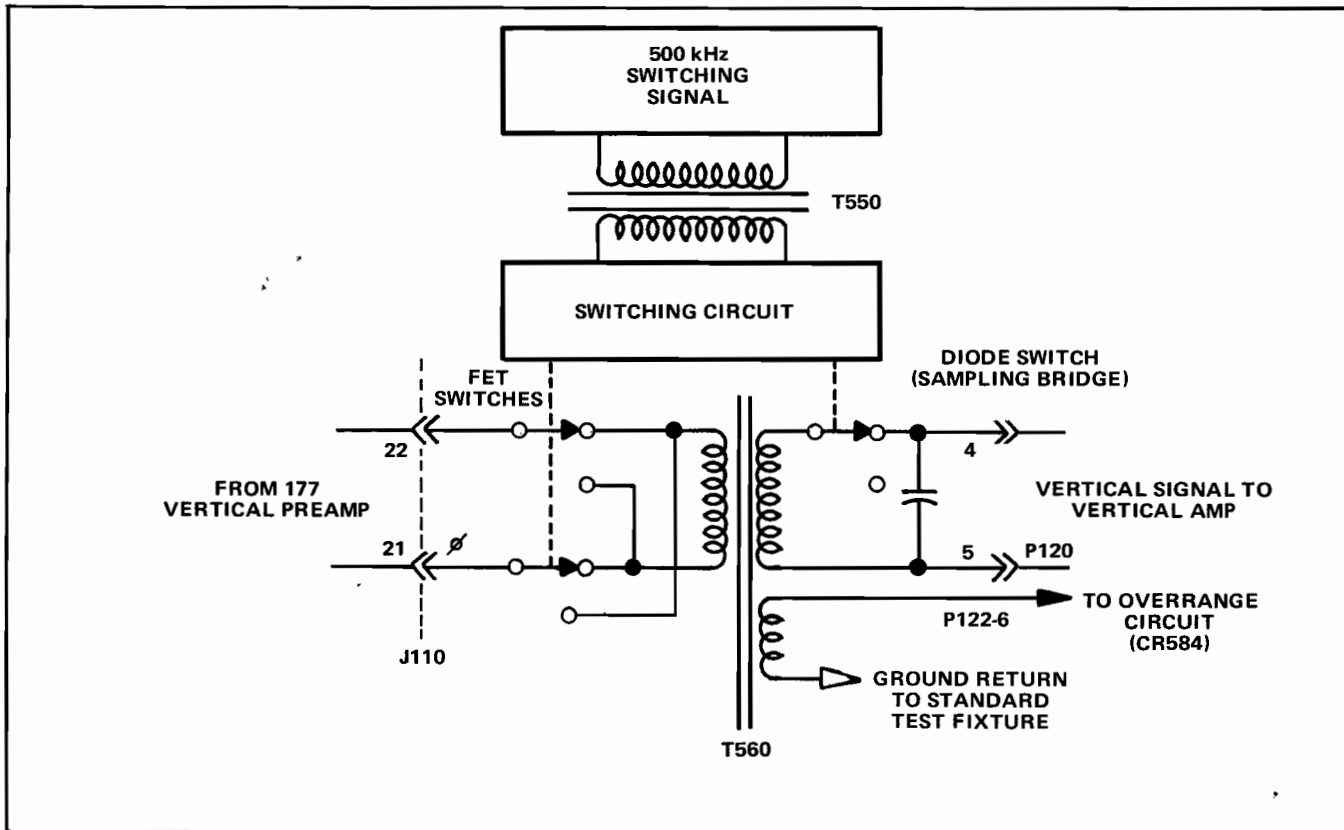 500 kHz
SWITCHING
SIGNAL
T550
SWITCHING CIRCUIT
DIODE SWITCH
(SAMPLING BRIDGE)
FET
SWITCHES
22
4
FROM 177
VERTICAL PREAMP
VERTICAL SIGNAL TO
VERTICAL AMP
21
ø
5
P120
P122-6
TO OVERRANGE
CIRCUIT
(CR584)
J110
GROUND RETURN
TO STANDARD
TEST FIXTURE
T560